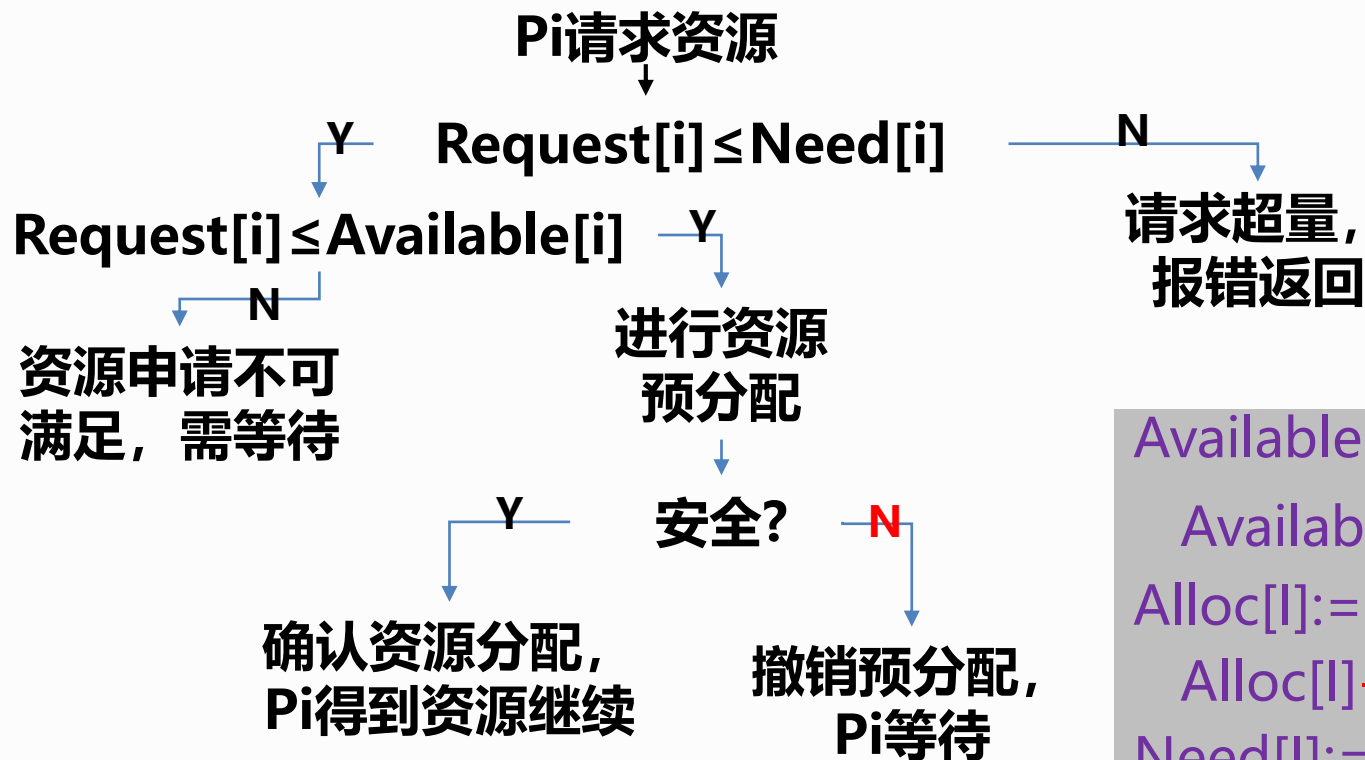 Pi请求资源
Y
Request[i]≤Need[i]
N
Request[i]≤Available[i]
Y
请求超量，
报错返回
N
进行资源
预分配
资源申请不可
满足，需等待
Available
Availab
Alloc[I]:=
Y
安全?
N
确认资源分配，
Pi得到资源继续
撤销预分配，
Pi等待
Alloc[I]
Need[I]:=